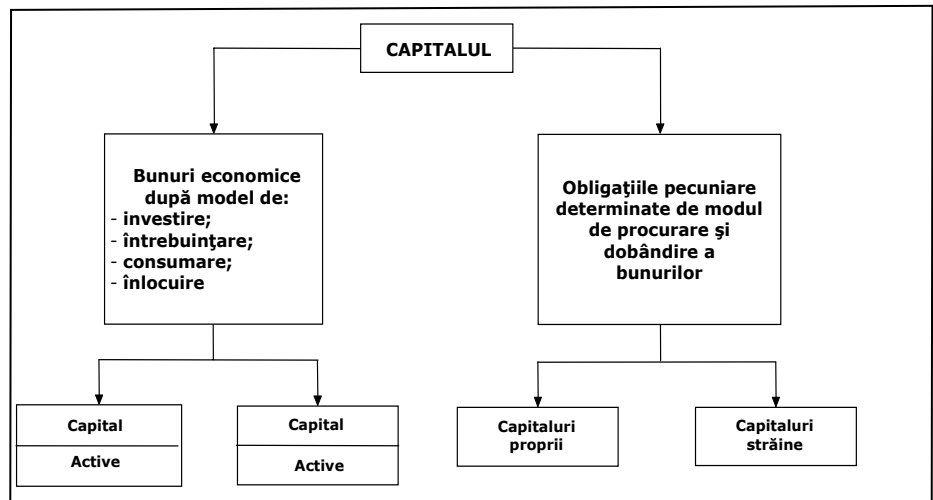 CAPITALUL
Bunuri economice
după model de:
- investire;
- întrebuinţare;
- consumare;
- înlocuire
Obligaţiile pecuniare
determinate de modul
de procurare şi
dobândire a
bunurilor
Capital
Active
Capital
Active
Capitaluri
proprii
Capitaluri
străine